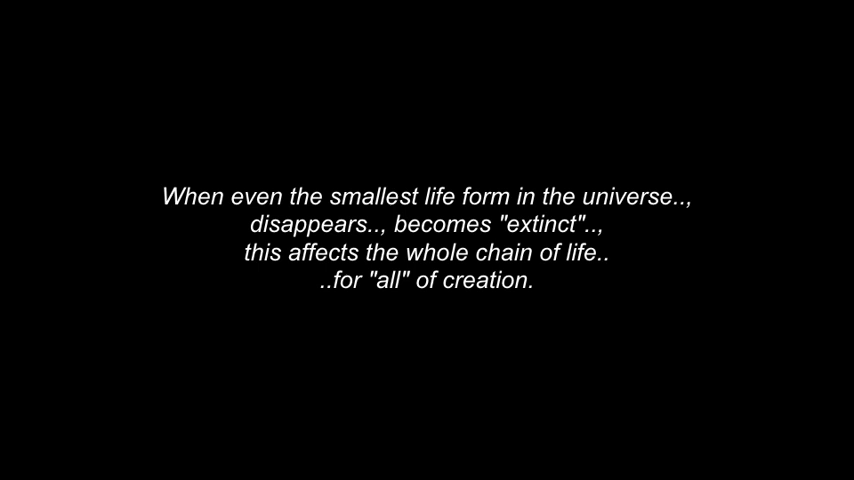 When even the smallest life form in the universe..,
disappears.., becomes "extinct"..,
this affects the whole chain of life..
..for "all" of creation.